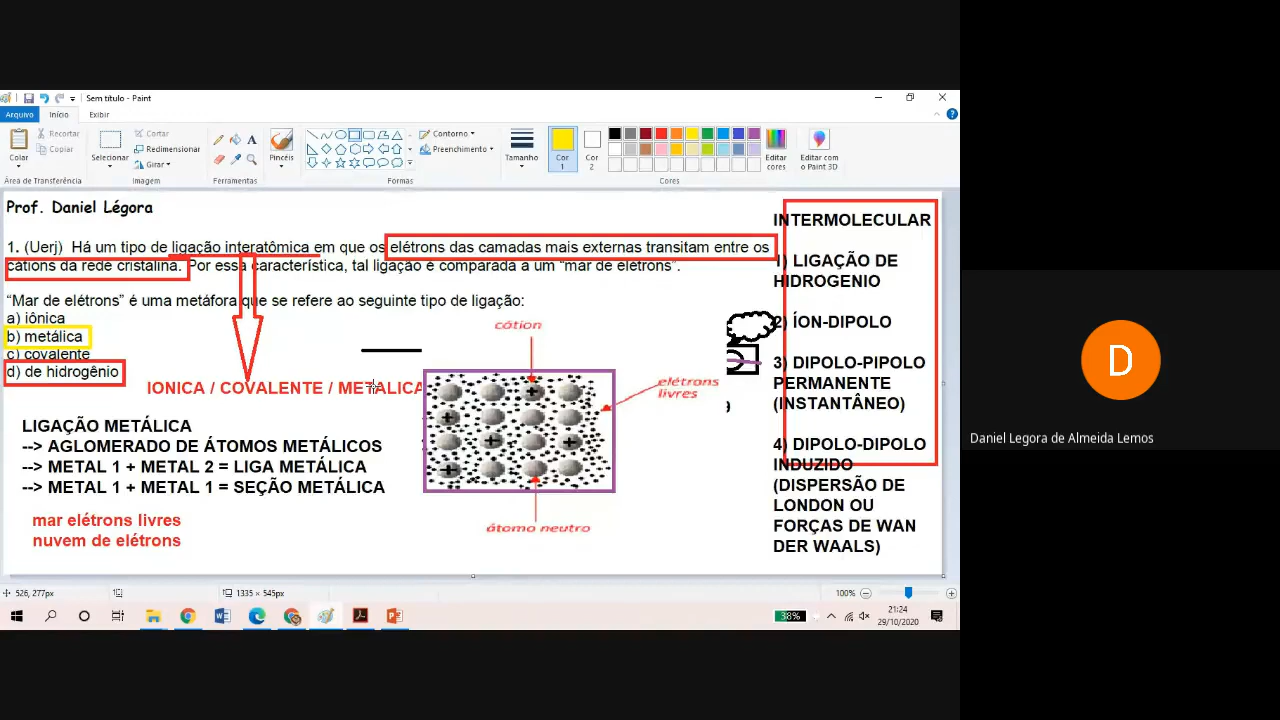 Sem título - Paint
Arquivo
Início
Exibir
Colar
Recortar
Copiar
Área de Transferência
Selecionar
Cortar
Redimensionar
Girar
Imagem
Ferramentas
Pincéis
Contorno
Preenchimento
Formas
Tamanho
Cor
1
Cor
2
Editar
cores
Editar com
o Paint 3D
Cores
Prof. Daniel Légora
1. (Uerj) Há um tipo de ligação interatômica em que os elétrons das camadas mais externas transitam entre os
cátions da rede cristalina. Por essa característica, tal ligação é comparada a um “mar de elétrons”.
“Mar de elétrons” é uma metáfora que se refere ao seguinte tipo de ligação:
a) iônica
b) metálica
c) covalente
d) de hidrogênio
IONICA / COVALENTE / METALICA
LIGAÇÃO METÁLICA
--> AGLOMERADO DE ÁTOMOS METÁLICOS
--> METAL 1 + METAL 2 = LIGA METÁLICA
--> METAL 1 + METAL 1 = SEÇÃO METÁLICA
mar elétrons livres
nuvem de elétrons
cátion
elétrons
livres
átomo neutro
INTERMOLECULAR
1) LIGAÇÃO DE
HIDROGENIO
2) ÍON-DIPOLO
3) DIPOLO-PIPOLO
PERMANENTE
(INSTANTÂNEO)
4) DIPOLO-DIPOLO
INDUZIDO
(DISPERSÃO DE
LONDON OU
FORÇAS DE WAN
DER WAALS)
526, 277px
1335 × 545px
100%
38%
21:24
29/10/2020
D
Daniel Legora de Almeida Lemos